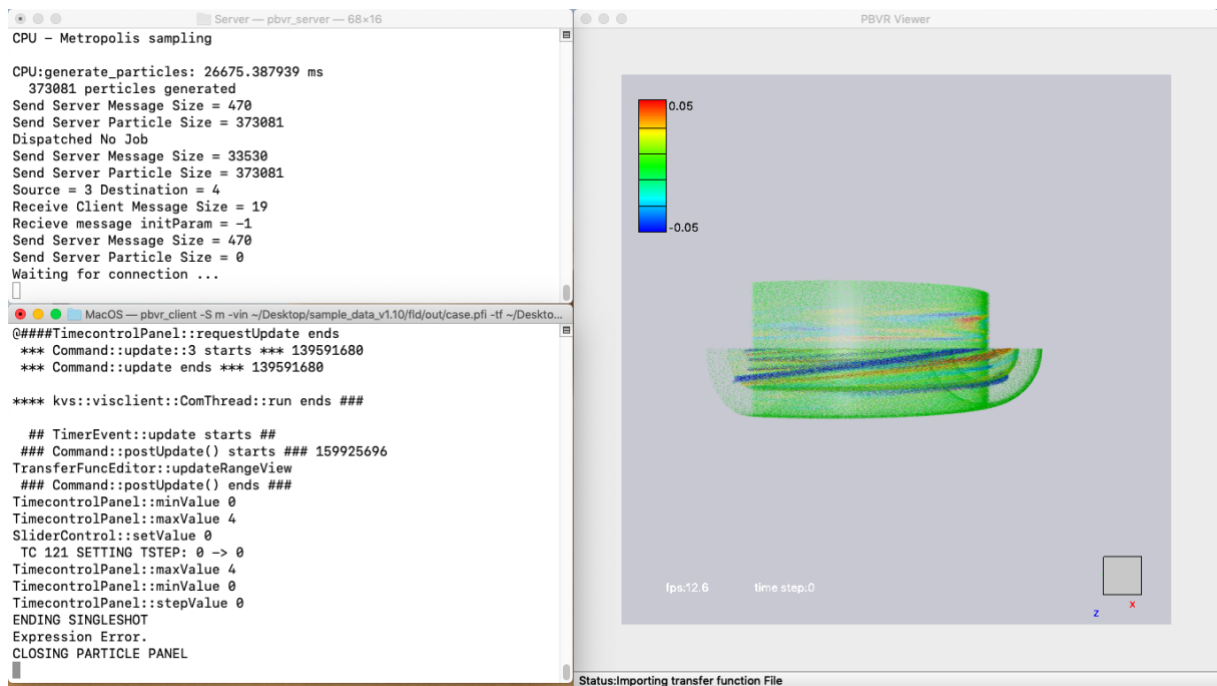 Server — pbvr_server — 68×16
CPU - Metropolis sampling
CPU:generate_particles: 26675.387939 ms
373081 perticles generated
Send Server Message Size = 470
Send Server Particle Size = 373081
Dispatched No Job
Send Server Message Size = 33530
Send Server Particle Size = 373081
Source = 3 Destination = 4
Receive Client Message Size = 19
Recieve message initParam = -1
Send Server Message Size = 470
Send Server Particle Size = 0
Waiting for connection ...
MacOS — pbvr_client -S m -vin ~/Desktop/sample_data_v1.10/fld/out/case.pfi -tf ~/Deskto...
@####TimecontrolPanel::requestUpdate ends
*** Command::update::3 starts *** 139591680
*** Command::update ends *** 139591680
**** kvs::visclient::ComThread::run ends ###
## TimerEvent::update starts ##
### Command::postUpdate() starts ### 159925696
TransferFuncEditor::updateRangeView
### Command::postUpdate() ends ###
TimecontrolPanel::minValue 0
TimecontrolPanel::maxValue 4
SliderControl::setValue 0
TC 121 SETTING TSTEP: 0 -> 0
TimecontrolPanel::maxValue 4
TimecontrolPanel::minValue 0
TimecontrolPanel::stepValue 0
ENDING SINGLESHOT
Expression Error.
CLOSING PARTICLE PANEL
PBVR Viewer
0.05
-0.05
fps:12.6 time step:0
X
Z
Status:Importing transfer function File